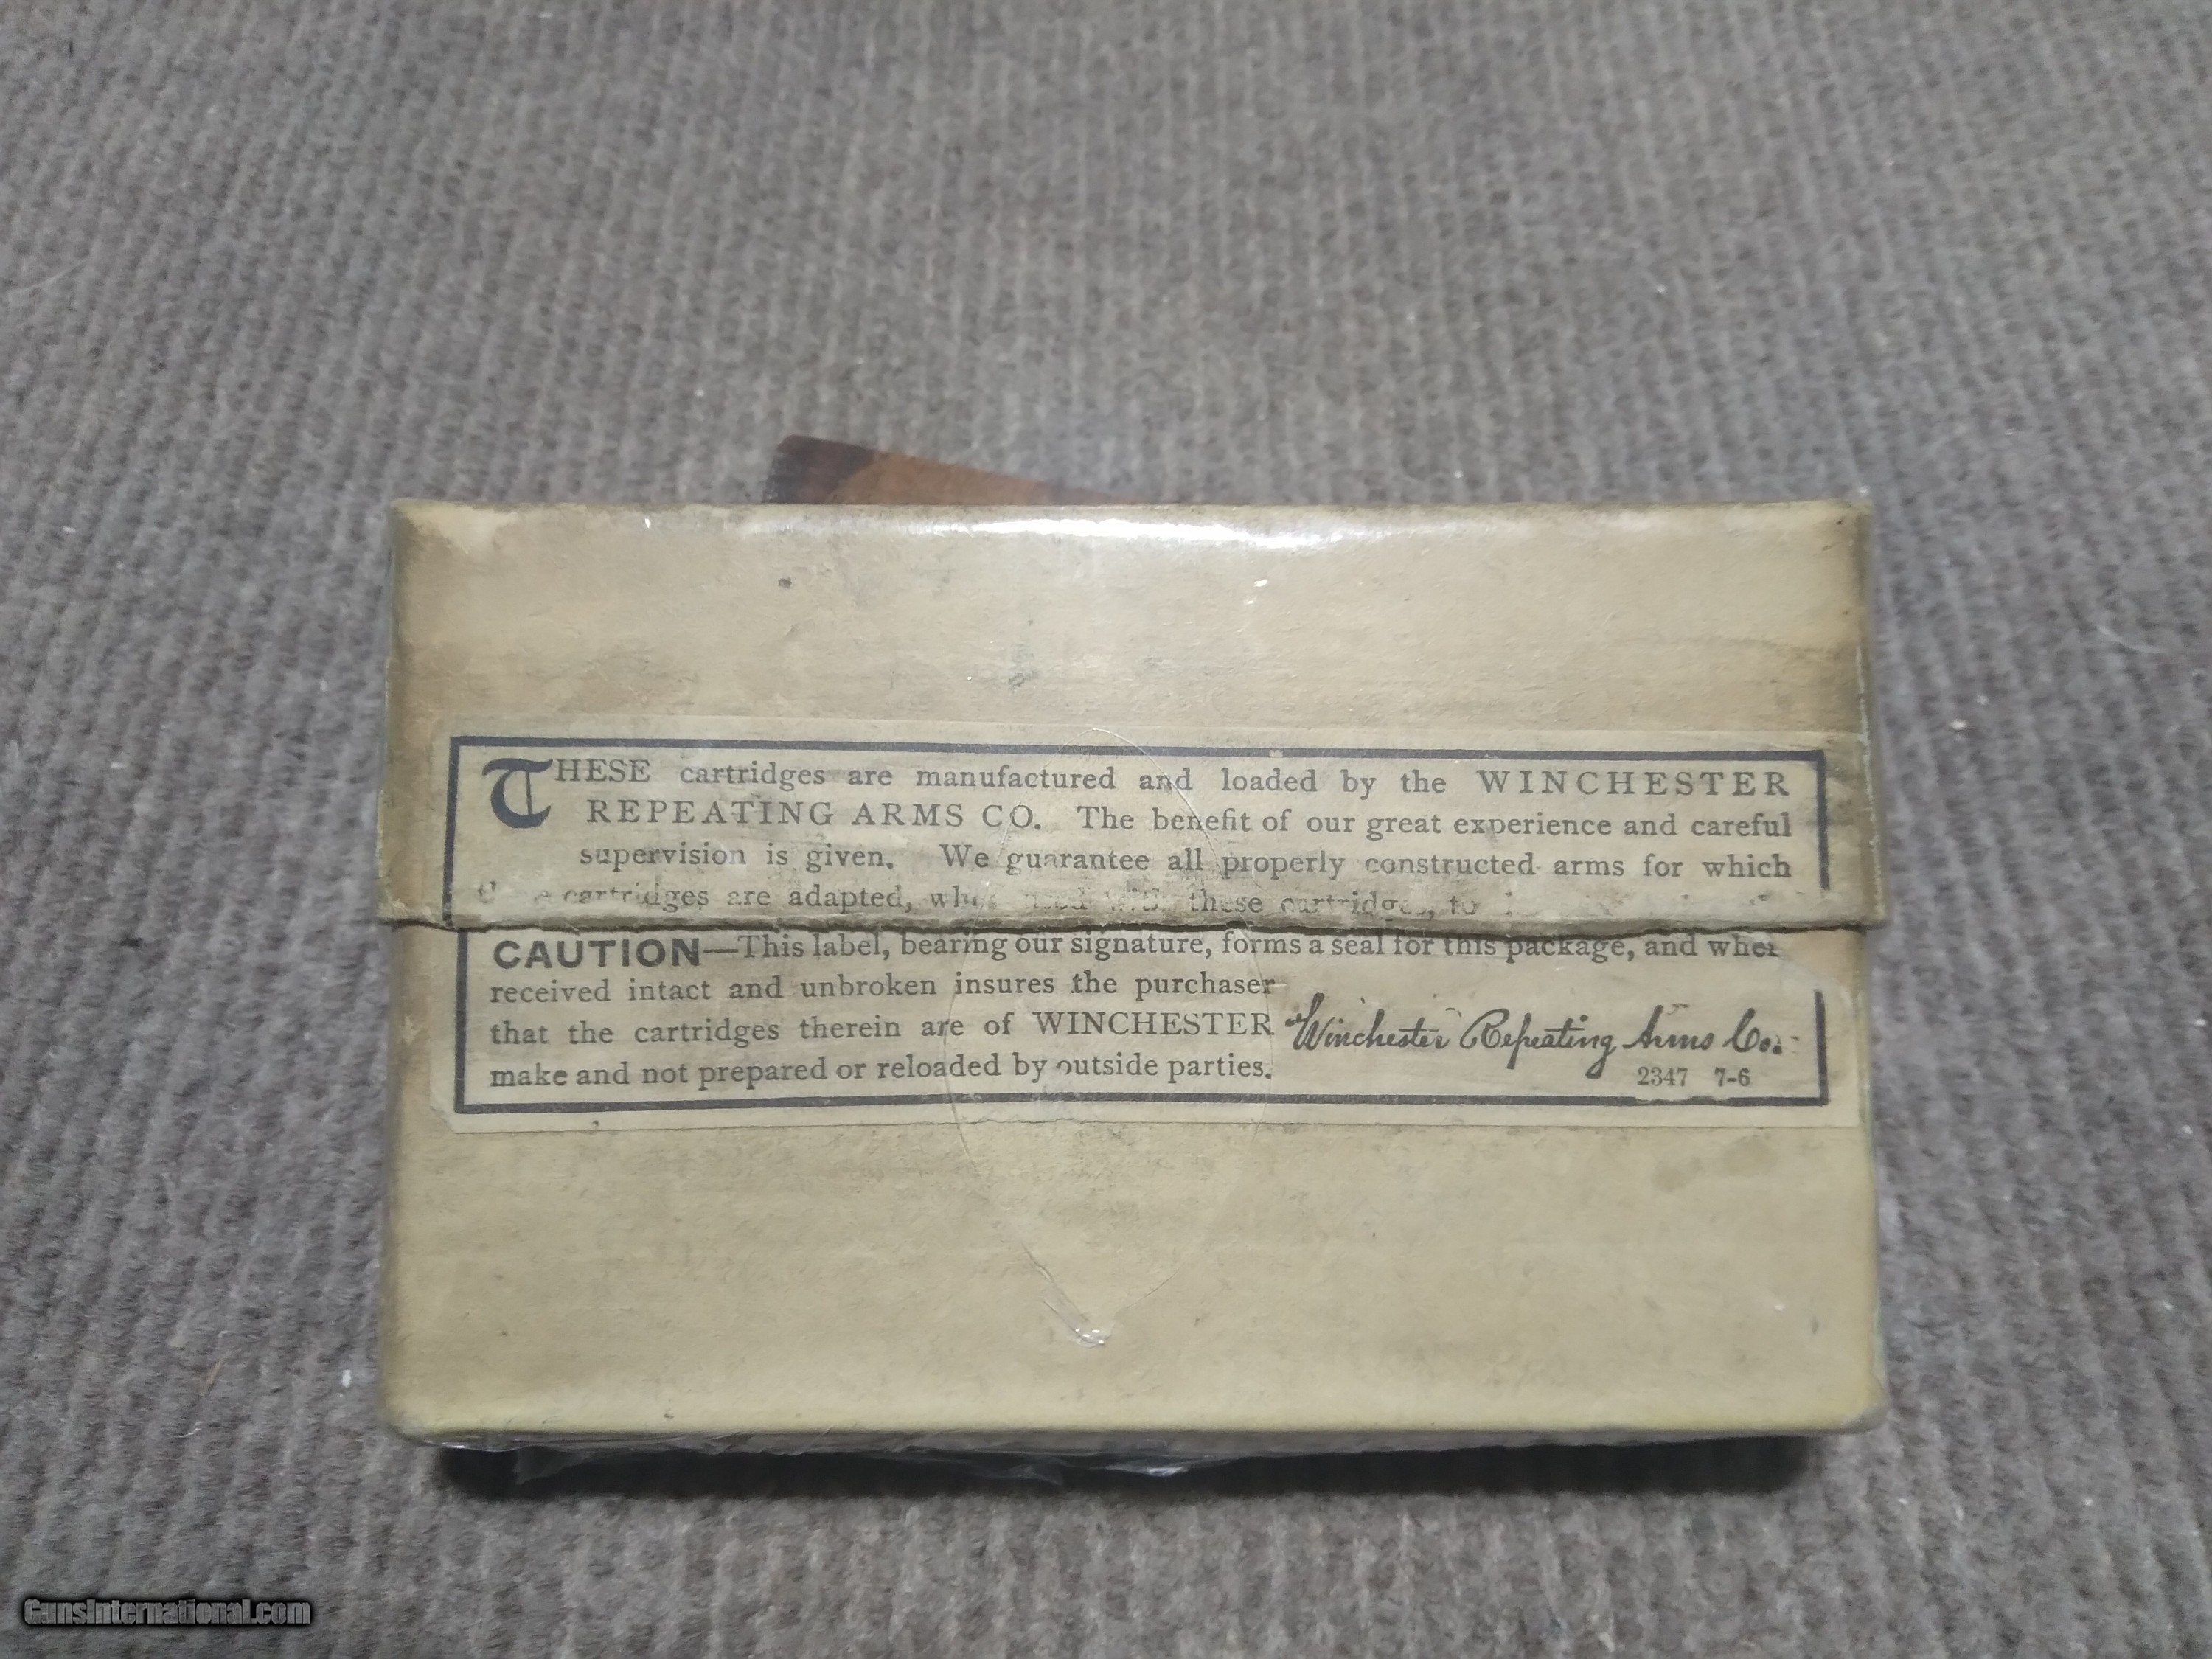 THESE cartridges are manufactured and loaded by the WINCHESTER
REPEATING ARMS CO. The benefit of our great experience and careful
supervision is given. We guarantee all properly constructed arms for which
cartridges are adapted, used these cartridges, to
CAUTION—This label, bearing our signature, forms a seal for this package, and when
received intact and unbroken insures the purchaser
that the cartridges therein are of WINCHESTER
make and not prepared or reloaded by outside parties.
Winchester Repeating Arms Co.
2347 7-6
GunsInternational.com